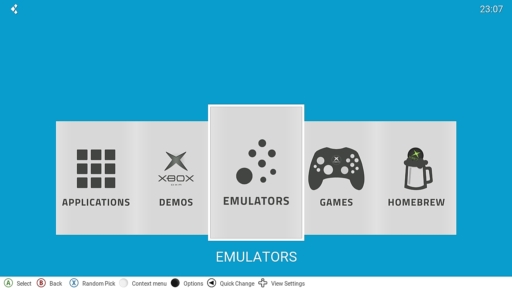 23:07
APPLICATIONS
XBOX
DEMOS
EMULATORS
GAMES
HOMEBREW
EMULATORS
A Select B Back X Random Pick Context menu Options Quick Change View Settings